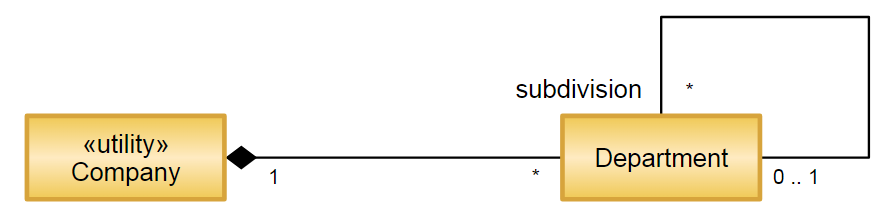 subdivision
*
«utility»
Company
Department
1
*
0 .. 1